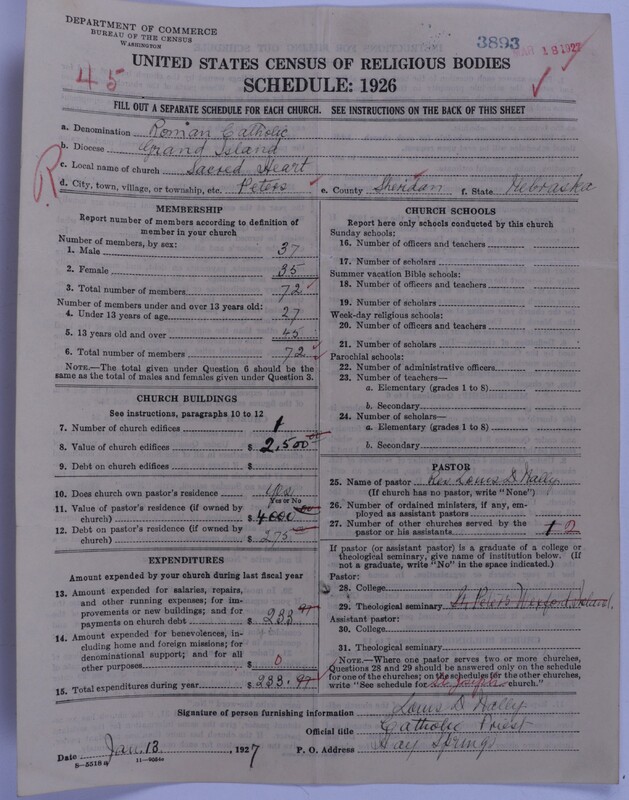 DEPARTMENT OF COMMERCE
BUREAU OF THE CENSUS
WASHINGTON
3893
MAR 18 1927
45
UNITED STATES CENSUS OF RELIGIOUS BODIES
SCHEDULE: 1926
FILL OUT A SEPARATE SCHEDULE FOR EACH CHURCH. SEE INSTRUCTIONS ON THE BACK OF THIS SHEET
a. Denomination Roman Catholic
b. Diocese Grand Island
c. Local name of church Sacred Heart
R
d. City, town, village, or township, etc. Peters e. County Sheridan f. State Nebraska
MEMBERSHIP
Report number of members according to definition of
member in your church
Number of members, by sex:
1. Male 37
2. Female 35
3. Total number of members 72
Number of members under and over 13 years old:
4. Under 13 years of age 27
5. 13 years old and over 45
6. Total number of members 72
NOTE.—The total given under Question 6 should be
same as the total of males and females given under Question 3.
CHURCH BUILDINGS
See instructions, paragraphs 10 to 12
7. Number of church edifices 1
8. Value of church edifices $ 2,500
9. Debt on church edifices $
10. Does church own pastor's residence Yes
Yes or No
11. Value of pastor's residence (if owned by
church) $ 4000
12. Debt on pastor's residence (if owned by
church) $ 275
EXPENDITURES
Amount expended by your church during last fiscal year
13. Amount expended for salaries, repairs,
and other running expenses; for im-
provements or new buildings; and for
payments on church debt $ 233.97
14. Amount expended for benevolences, in-
cluding home and foreign missions; for
denominational support; and for all
other purposes $ 0
15. Total expenditures during year $ 233.97
CHURCH SCHOOLS
Report here only schools conducted by this church
Sunday schools:
16. Number of officers and teachers
17. Number of scholars
Summer vacation Bible schools:
18. Number of officers and teachers
19. Number of scholars
Week-day religious schools:
20. Number of officers and teachers
21. Number of scholars
Parochial schools:
22. Number of administrative officers
23. Number of teachers—
a. Elementary (grades 1 to 8)
b. Secondary
24. Number of scholars—
a. Elementary (grades 1 to 8)
b. Secondary
PASTOR
25. Name of pastor Rev Louis D Nally
(If church has no pastor, write "None")
26. Number of ordained ministers, if any, em-
ployed as assistant pastors
27. Number of other churches served by the
pastor or his assistants 1 0
If pastor (or assistant pastor) is a graduate of a college or
theological seminary, give name of institution below. (If
not a graduate, write "No" in the space indicated.)
Pastor:
28. College
29. Theological seminary St Peters Wexford Ireland.
Assistant pastor:
30. College
31. Theological seminary
NOTE.—Where one pastor serves two or more churches,
Questions 28 and 29 should be answered only on the schedule
for one of the churches; on the schedules for the other churches,
write "See schedule for St. Joseph church."
Signature of person furnishing information Louis D Nally
Official title Catholic Priest
Date Jan. 13, 1927 P. O. Address Hay Springs
8-5518 a 11-9054a